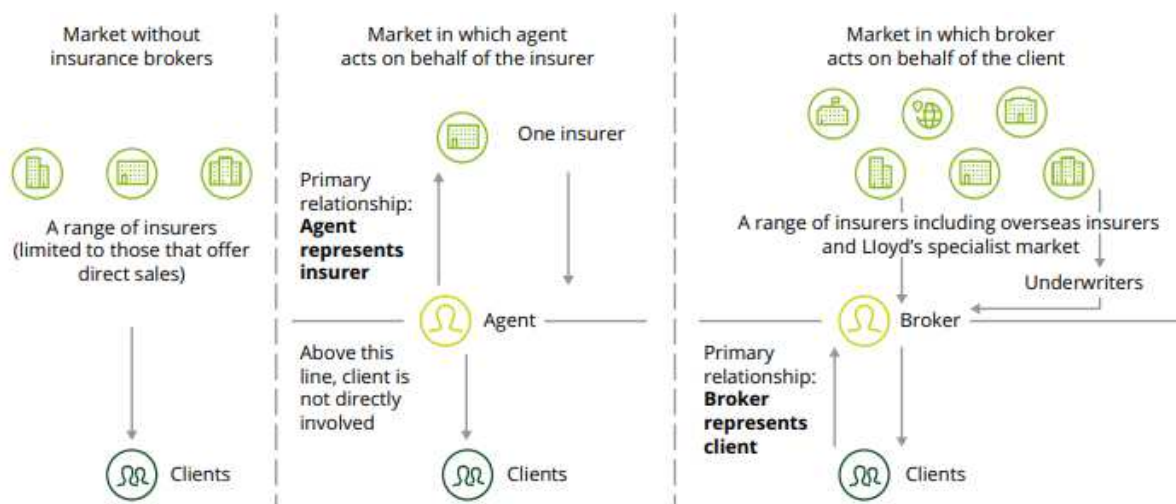 Market without
insurance brokers
A range of insurers
(limited to those that offer
direct sales)
Clients
Market in which agent
acts on behalf of the insurer
One insurer
Primary
relationship:
Agent
represents
insurer
Agent
Above this
line, client is
not directly
involved
Clients
Market in which broker
acts on behalf of the client
A range of insurers including overseas insurers
and Lloyd's specialist market
Underwriters
Broker
Primary
relationship:
Broker
represents
client
Clients